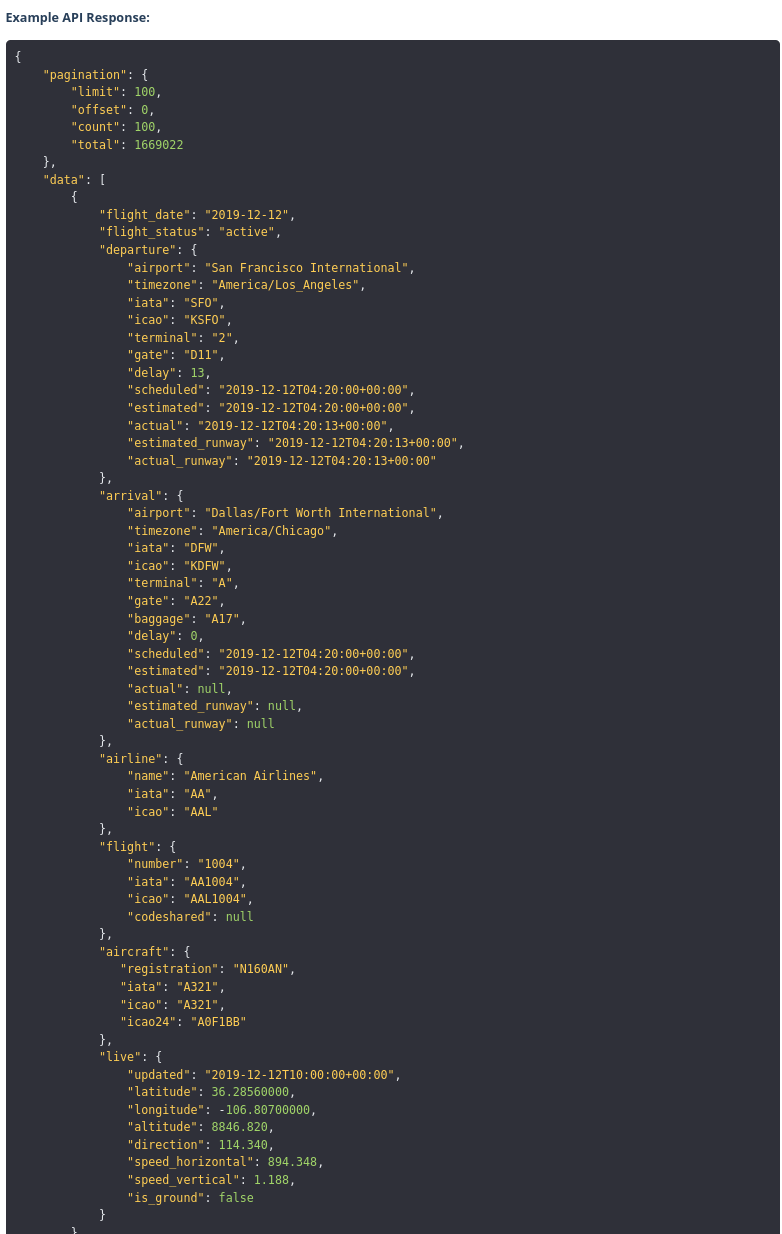 Example API Response:
{
    "pagination": {
        "limit": 100,
        "offset": 0,
        "count": 100,
        "total": 1669022
    },
    "data": [
        {
            "flight_date": "2019-12-12",
            "flight_status": "active",
            "departure": {
                "airport": "San Francisco International",
                "timezone": "America/Los_Angeles",
                "iata": "SFO",
                "icao": "KSFO",
                "terminal": "2",
                "gate": "D11",
                "delay": 13,
                "scheduled": "2019-12-12T04:20:00+00:00",
                "estimated": "2019-12-12T04:20:00+00:00",
                "actual": "2019-12-12T04:20:13+00:00",
                "estimated_runway": "2019-12-12T04:20:13+00:00",
                "actual_runway": "2019-12-12T04:20:13+00:00"
            },
            "arrival": {
                "airport": "Dallas/Fort Worth International",
                "timezone": "America/Chicago",
                "iata": "DFW",
                "icao": "KDFW",
                "terminal": "A",
                "gate": "A22",
                "baggage": "A17",
                "delay": 0,
                "scheduled": "2019-12-12T04:20:00+00:00",
                "estimated": "2019-12-12T04:20:00+00:00",
                "actual": null,
                "estimated_runway": null,
                "actual_runway": null
            },
            "airline": {
                "name": "American Airlines",
                "iata": "AA",
                "icao": "AAL"
            },
            "flight": {
                "number": "1004",
                "iata": "AA1004",
                "icao": "AAL1004",
                "codeshared": null
            },
            "aircraft": {
               "registration": "N160AN",
               "iata": "A321",
               "icao": "A321",
               "icao24": "A0F1BB"
            },
            "live": {
                "updated": "2019-12-12T10:00:00+00:00",
                "latitude": 36.28560000,
                "longitude": -106.80700000,
                "altitude": 8846.820,
                "direction": 114.340,
                "speed_horizontal": 894.348,
                "speed_vertical": 1.188,
                "is_ground": false
            }
        }